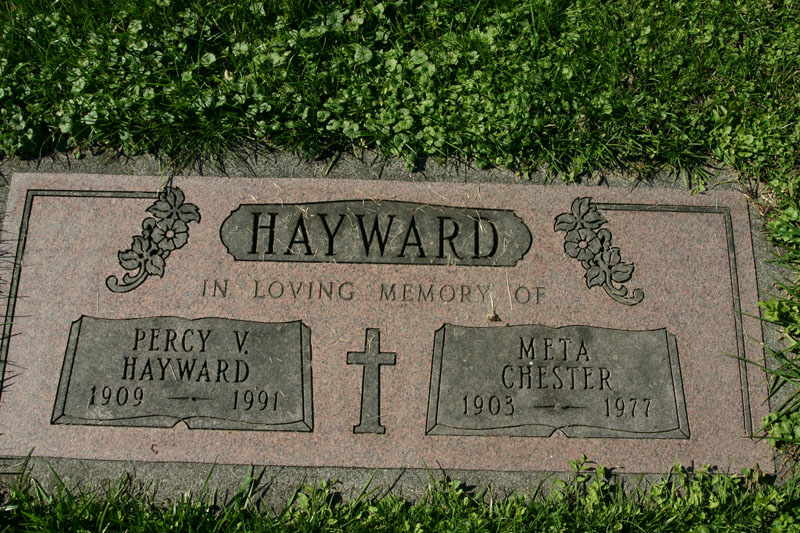 HAYWARD
IN LOVING MEMORY OF
PERCY V.
HAYWARD
1909 — 1991
META
CHESTER
1903 — 1977